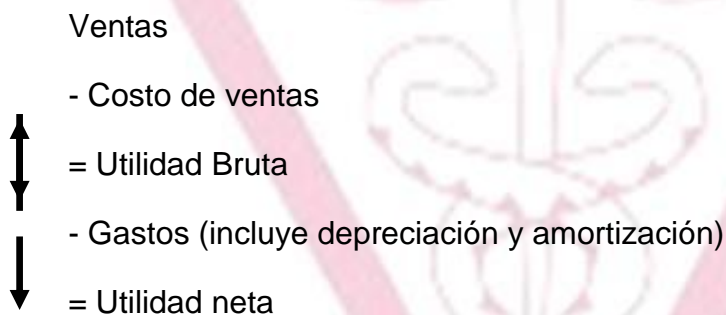 Ventas
- Costo de ventas
= Utilidad Bruta
- Gastos (incluye depreciación y amortización)
= Utilidad neta